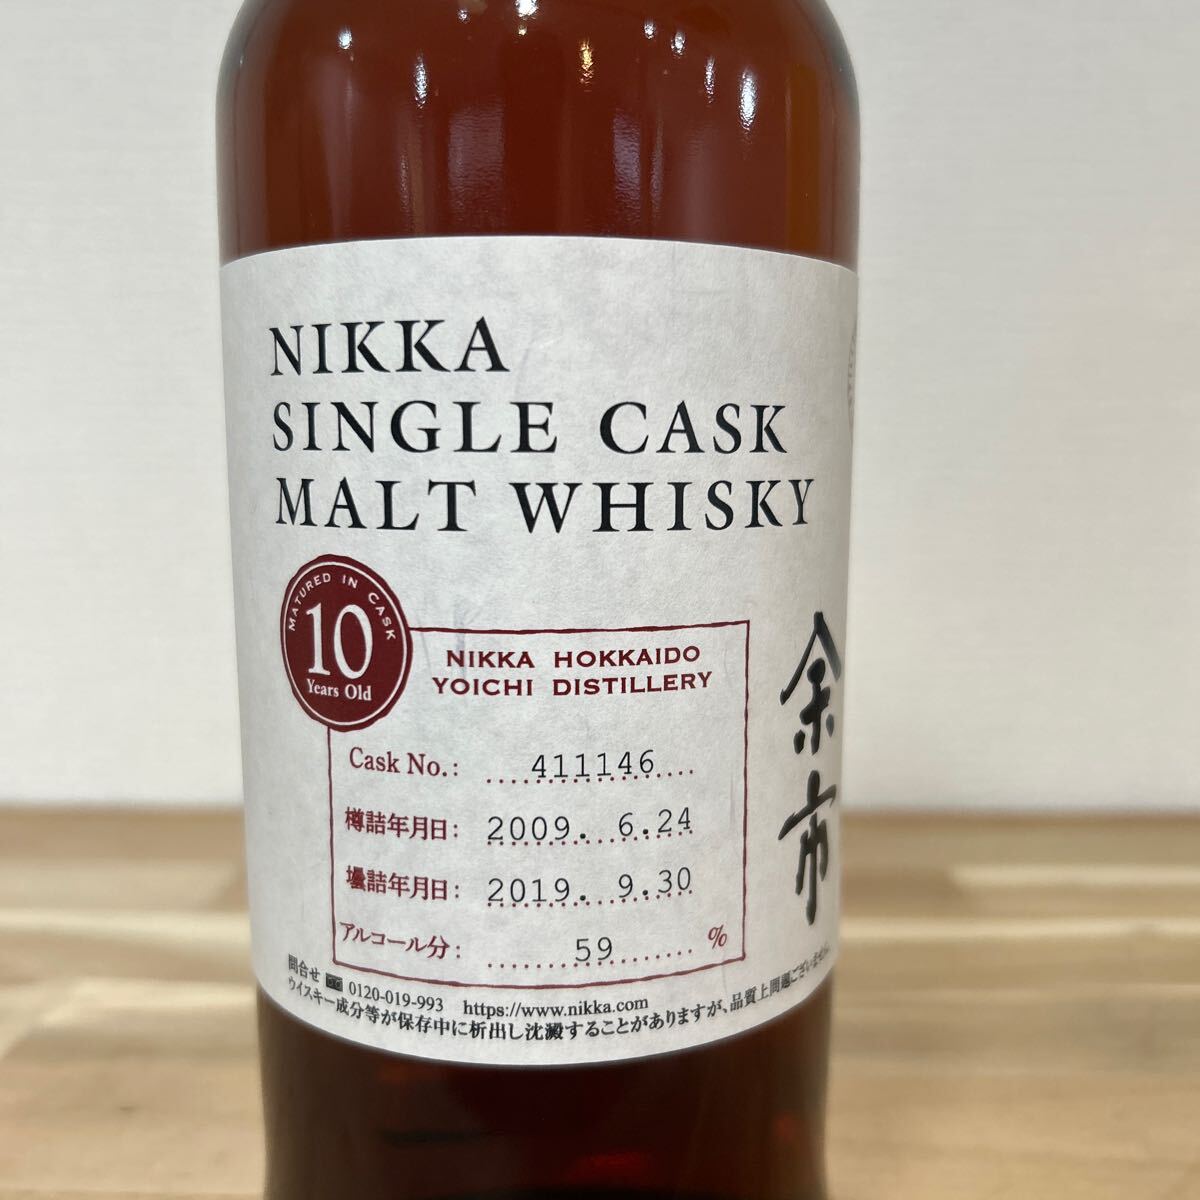 NIKKA
SINGLE CASK
MALT WHISKY
MATURED IN CASK
10
Years Old
NIKKA HOKKAIDO
YOICHI DISTILLERY
Cask No.: 411146
樽詰年月日: 2009. 6.24
壜詰年月日: 2019. 9.30
アルコール分: 59 %
余市
問合せ 0120-019-993 https://www.nikka.com
ウイスキー成分等が保存中に析出し沈澱することがありますが、品質上問題ございません。